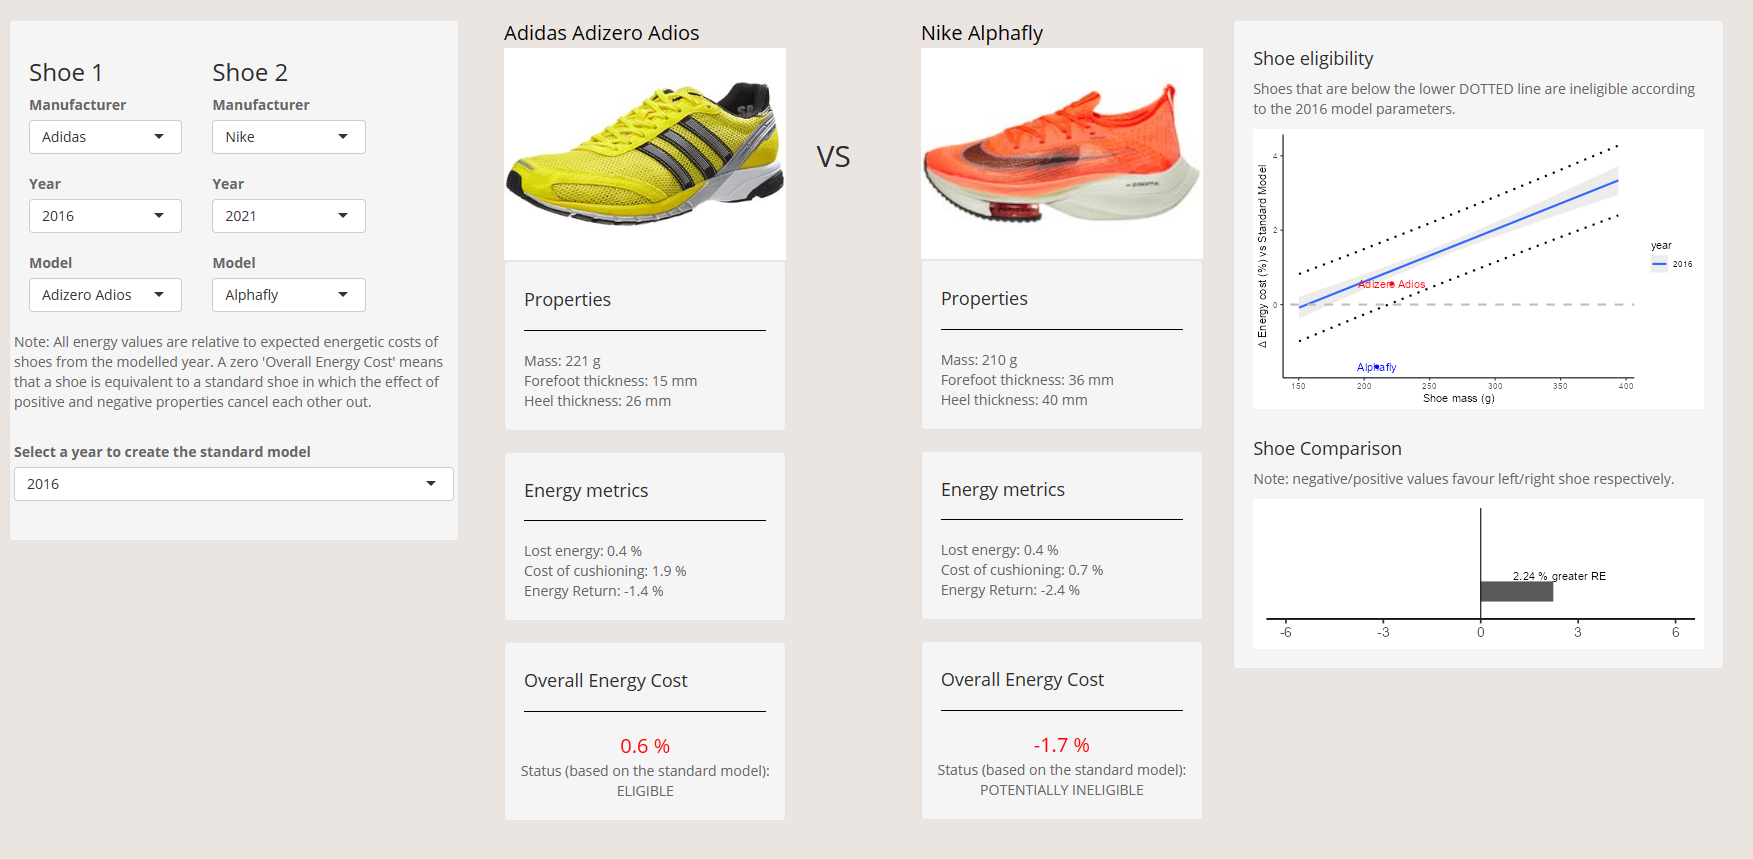 Shoe 1
Shoe 2
Manufacturer
Manufacturer
Adidas
Nike
Year
Year
2016
2021
Model
Model
Adizero Adios
Alphafly
Note: All energy values are relative to expected energetic costs of
shoes from the modelled year. A zero 'Overall Energy Cost' means
that a shoe is equivalent to a standard shoe in which the effect of
positive and negative properties cancel each other out.
Select a year to create the standard model
2016
Adidas Adizero Adios
Properties
Mass: 221 g
Forefoot thickness: 15 mm
Heel thickness: 26 mm
Energy metrics
Lost energy: 0.4 %
Cost of cushioning: 1.9 %
Energy Return: -1.4 %
Overall Energy Cost
0.6 %
Status (based on the standard model):
ELIGIBLE
VS
Nike Alphafly
Properties
Mass: 210 g
Forefoot thickness: 36 mm
Heel thickness: 40 mm
Energy metrics
Lost energy: 0.4 %
Cost of cushioning: 0.7 %
Energy Return: -2.4 %
Overall Energy Cost
-1.7 %
Status (based on the standard model):
POTENTIALLY INELIGIBLE
Shoe eligibility
Shoes that are below the lower DOTTED line are ineligible according
to the 2016 model parameters.
Δ Energy cost (%) vs Standard Model
4
2
0
Adizero Adios
Alphafly
150 200 250 300 350 400
Shoe mass (g)
year
2016
Shoe Comparison
Note: negative/positive values favour left/right shoe respectively.
2.24 % greater RE
-6 -3 0 3 6